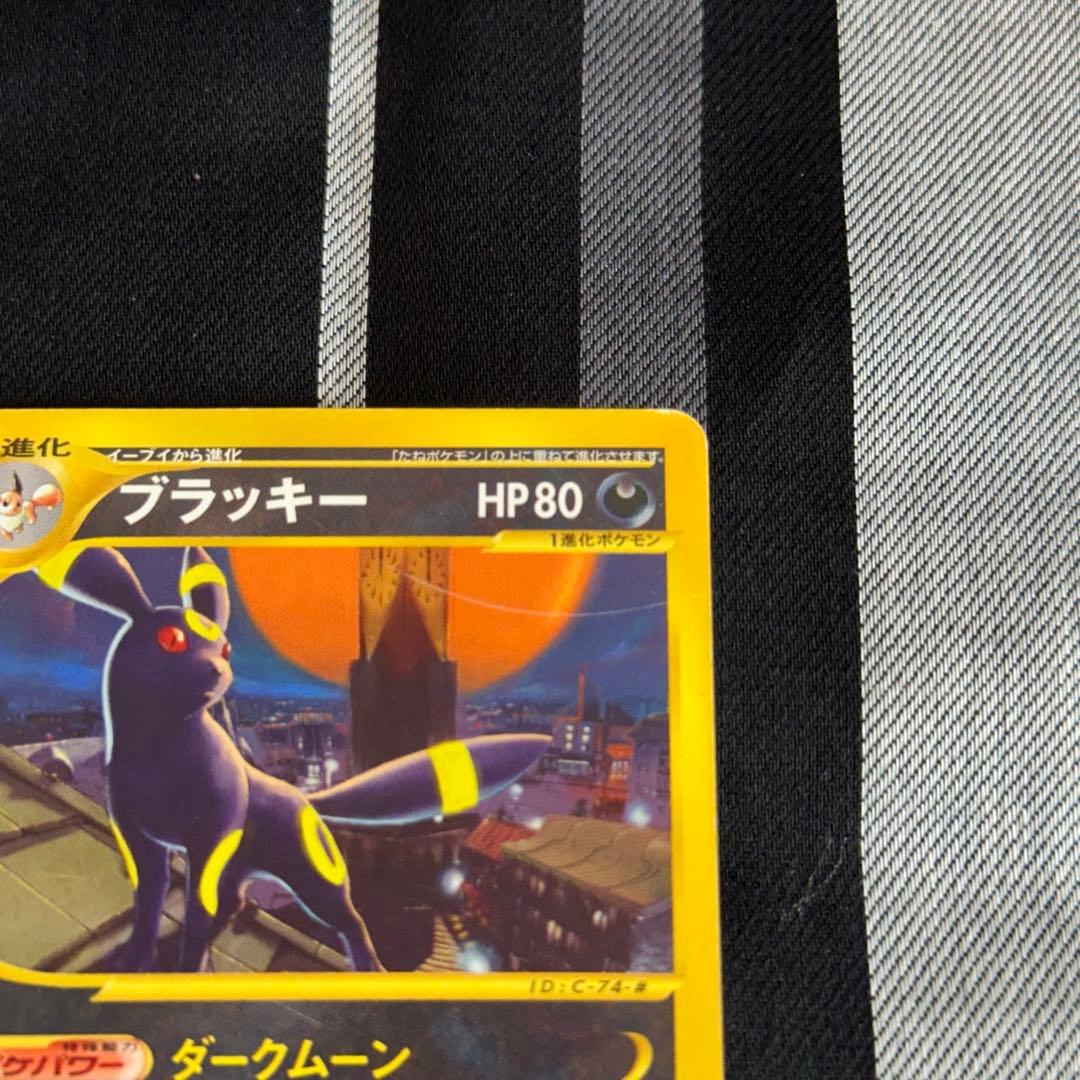 進化
イーブイから進化 「たねポケモン」の上に重ねて進化させます。
ブラッキー HP80
1進化ポケモン
ID:C-74-#
特殊能力
ケパワー ダークムーン